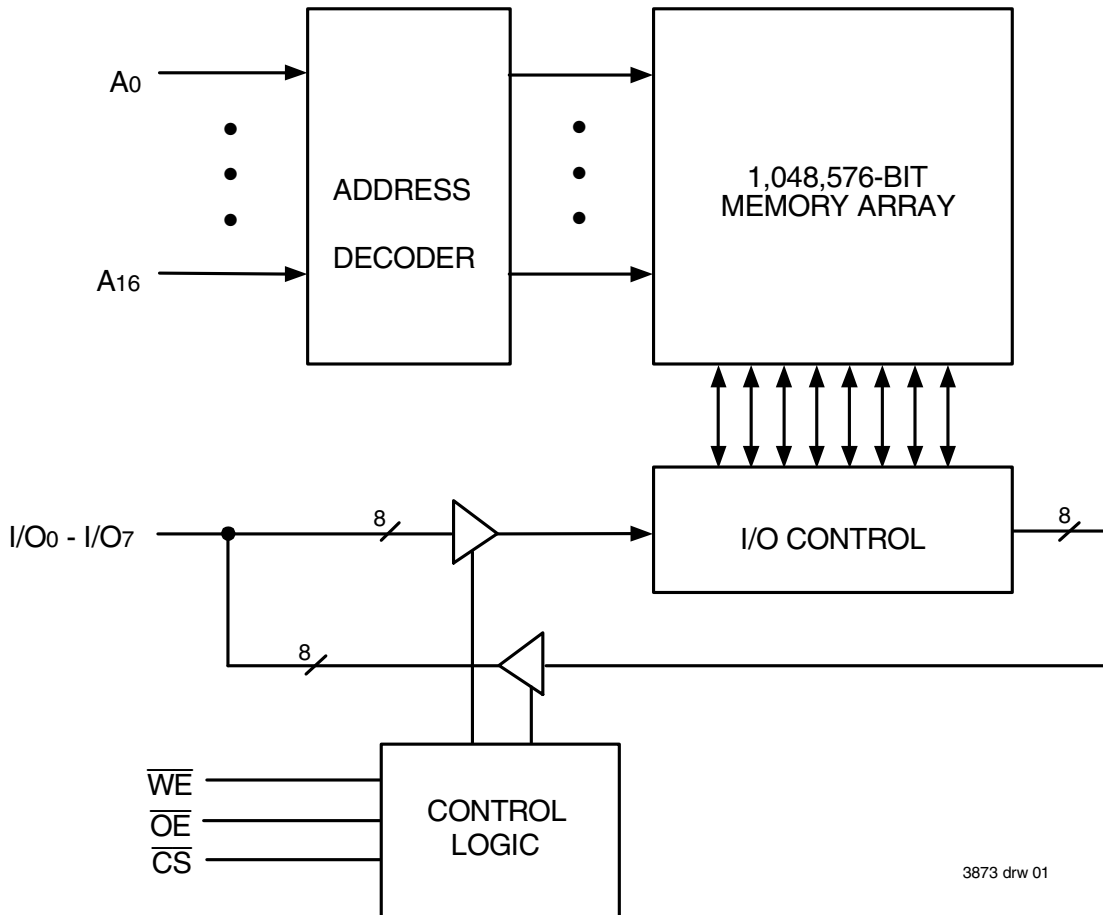 A0
A16
ADDRESS
DECODER
1,048,576-BIT
MEMORY ARRAY
I/O0 - I/O7
8
I/O CONTROL
8
8
WE
OE
CS
CONTROL
LOGIC
3873 drw 01